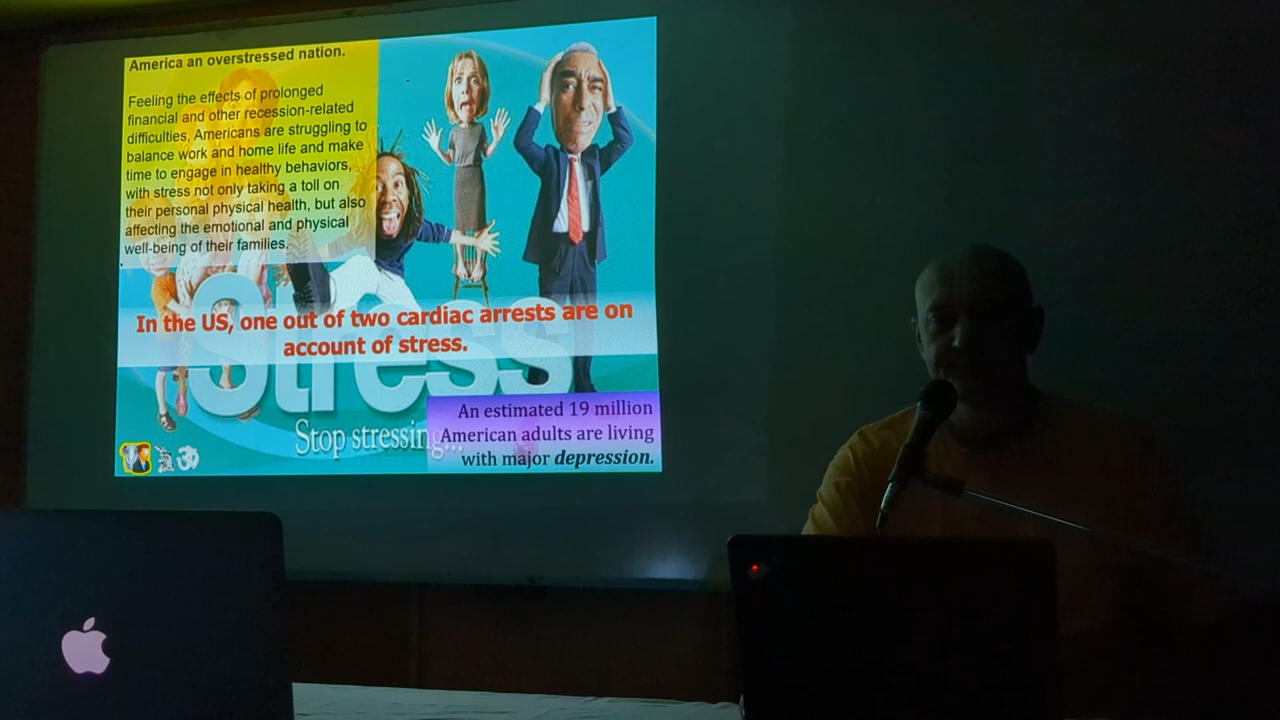 America an overstressed nation.
Feeling the effects of prolonged
financial and other recession-related
difficulties, Americans are struggling to
balance work and home life and make
time to engage in healthy behaviors,
with stress not only taking a toll on
their personal physical health, but also
affecting the emotional and physical
well-being of their families.
In the US, one out of two cardiac arrests are on
account of stress.
Stress
Stop stressing...
An estimated 19 million
American adults are living
with major depression.
ॐ